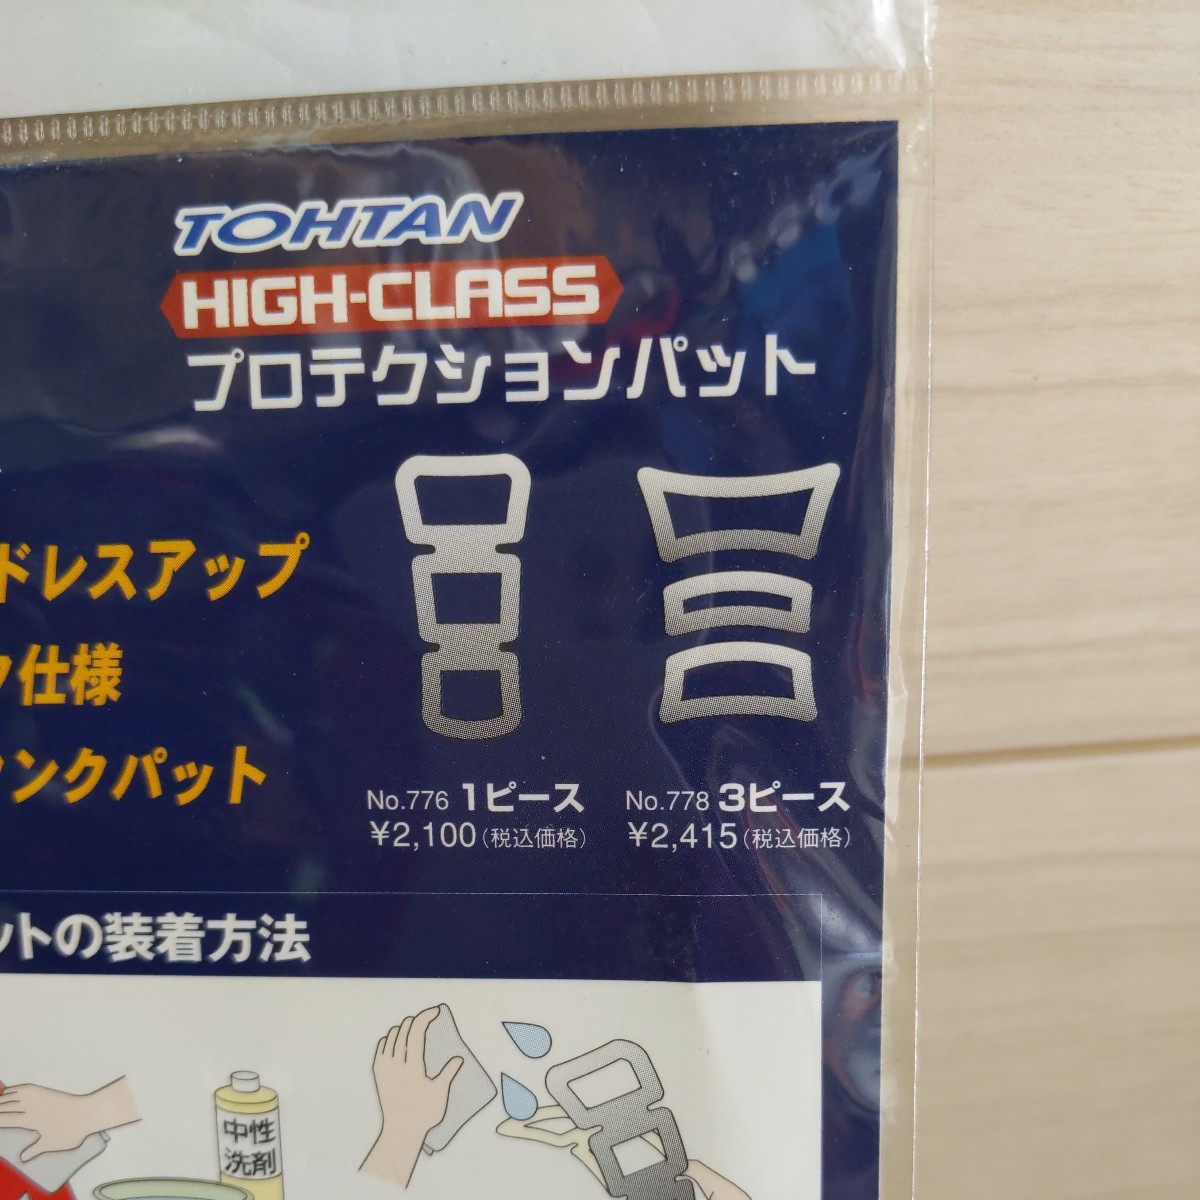 TOHTAN
HIGH-CLASS
プロテクションパット
ドレスアップ
仕様
ンクパット
No.776 1ピース
¥2,100(税込価格)
No.778 3ピース
¥2,415(税込価格)
ットの装着方法
中性
洗剤